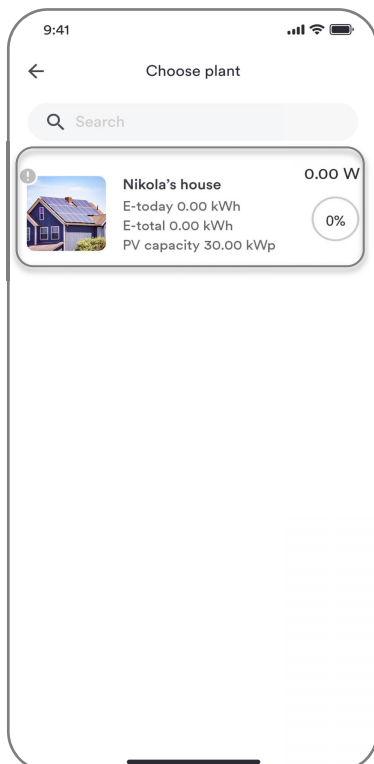 9:41
Choose plant
Search
Nikola's house
0.00 W
E-today 0.00 kWh
E-total 0.00 kWh
PV capacity 30.00 kWp
0%